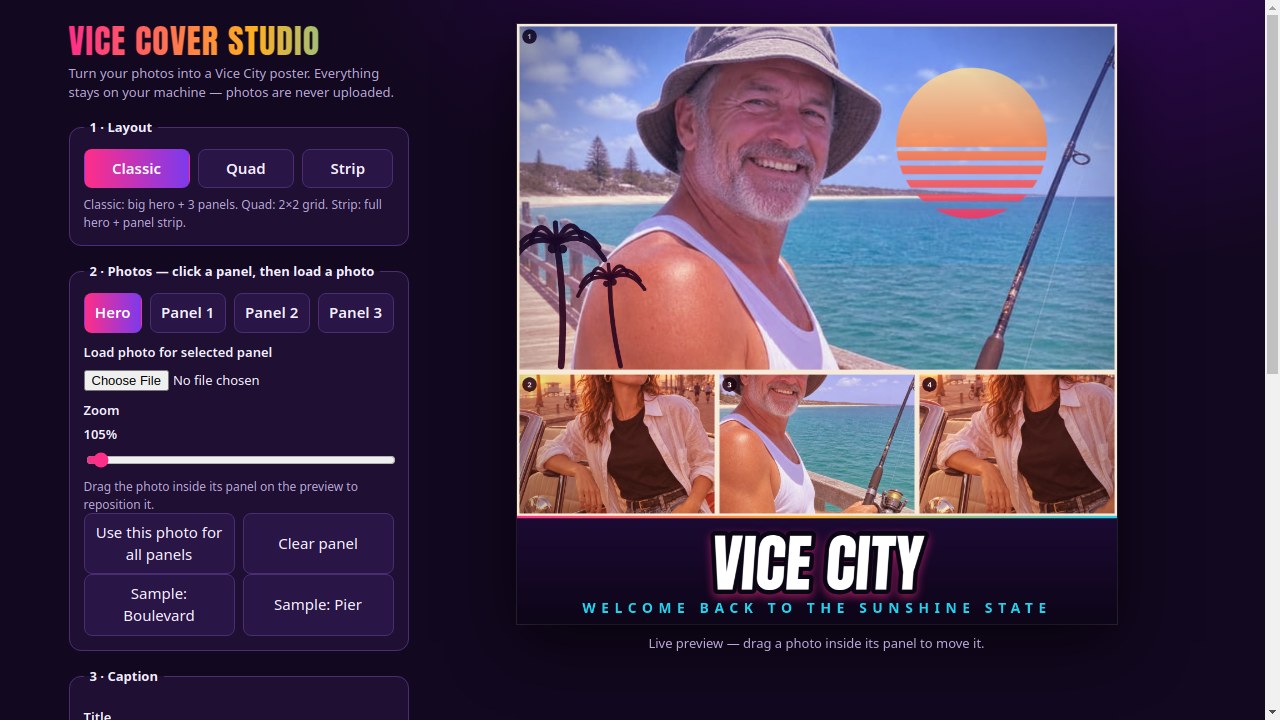 VICE COVER STUDIO
Turn your photos into a Vice City poster. Everything
stays on your machine — photos are never uploaded.
1 · Layout
Classic
Quad
Strip
Classic: big hero + 3 panels. Quad: 2×2 grid. Strip: full
hero + panel strip.
2 · Photos — click a panel, then load a photo
Hero
Panel 1
Panel 2
Panel 3
Load photo for selected panel
Choose File No file chosen
Zoom
105%
Drag the photo inside its panel on the preview to
reposition it.
Use this photo for
all panels
Clear panel
Sample:
Boulevard
Sample: Pier
3 · Caption
Title
1
2
3
4
VICE CITY
WELCOME BACK TO THE SUNSHINE STATE
Live preview — drag a photo inside its panel to move it.